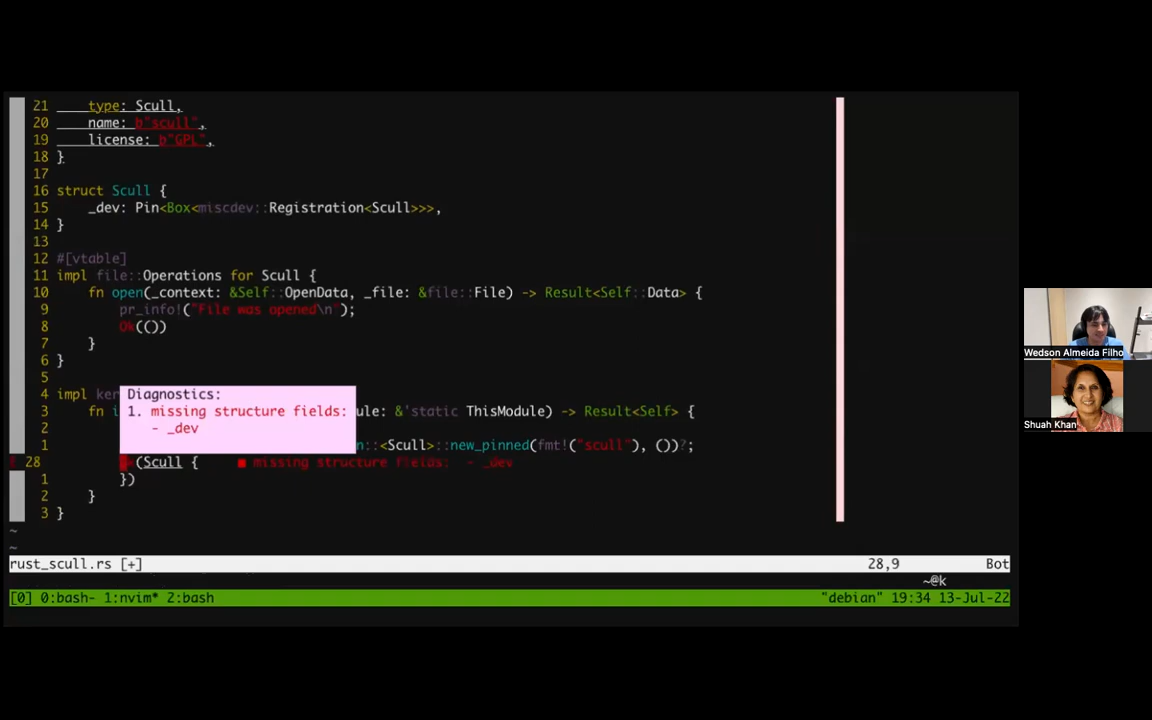 21 type: Scull,
20 name: b"scull",
19 license: b"GPL",
18 }
17
16 struct Scull {
15 _dev: Pin<Box<miscdev::Registration<Scull>>>,
14 }
13
12 #[vtable]
11 impl file::Operations for Scull {
10 fn open(_context: &Self::OpenData, _file: &file::File) -> Result<Self::Data> {
9 pr_info!("File was opened\n");
8 Ok(())
7 }
6 }
5
4 impl ker
Diagnostics:
3 fn i 1. missing structure fields: ule: &'static ThisModule) -> Result<Self> {
2 - _dev
1 n::<Scull>::new_pinned(fmt!("scull"), ())?;
28 (Scull { ■ missing structure fields: - _dev
1 })
2 }
3 }
~
~
rust_scull.rs [+] 28,9 Bot
~@k
[0] 0:bash- 1:nvim* 2:bash "debian" 19:34 13-Jul-22
Wedson Almeida Filho
Shuah Khan